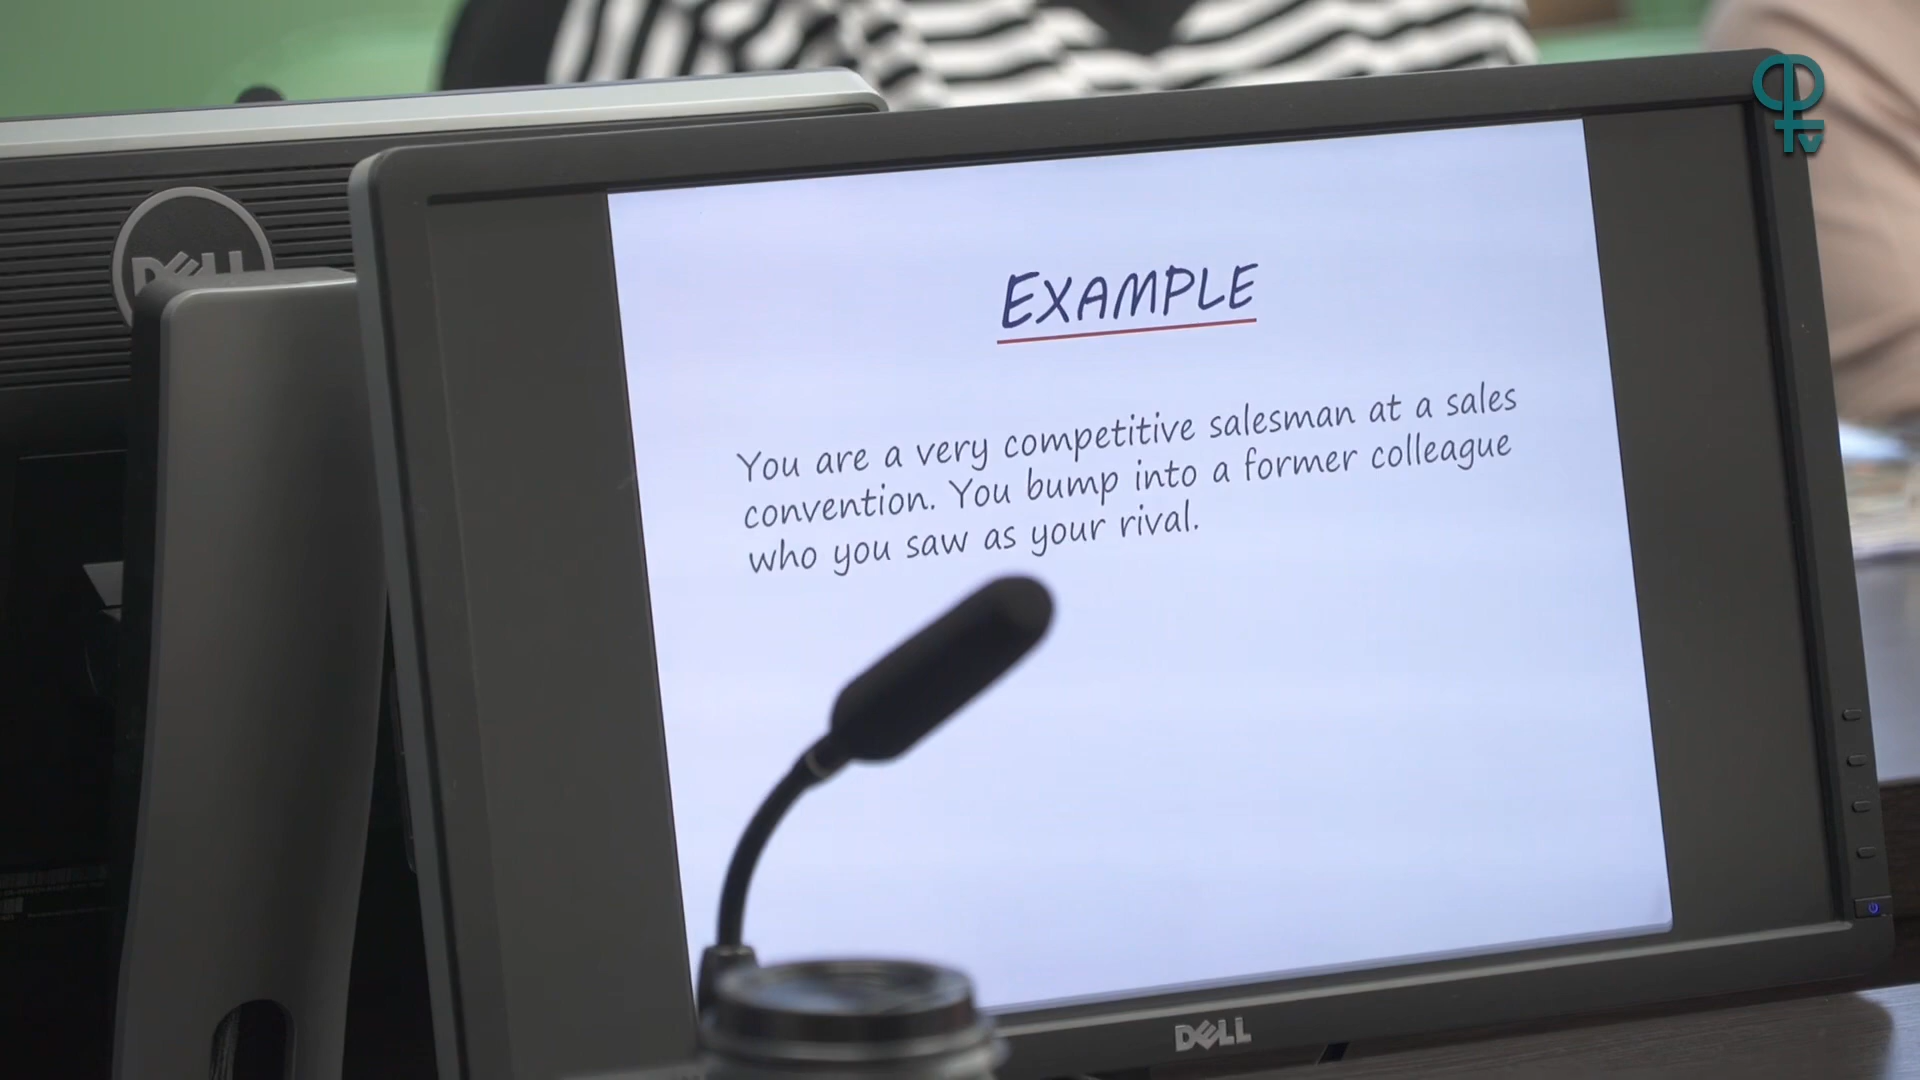 EXAMPLE
You are a very competitive salesman at a sales
convention. You bump into a former colleague
who you saw as your rival.
DELL
DELL
tv